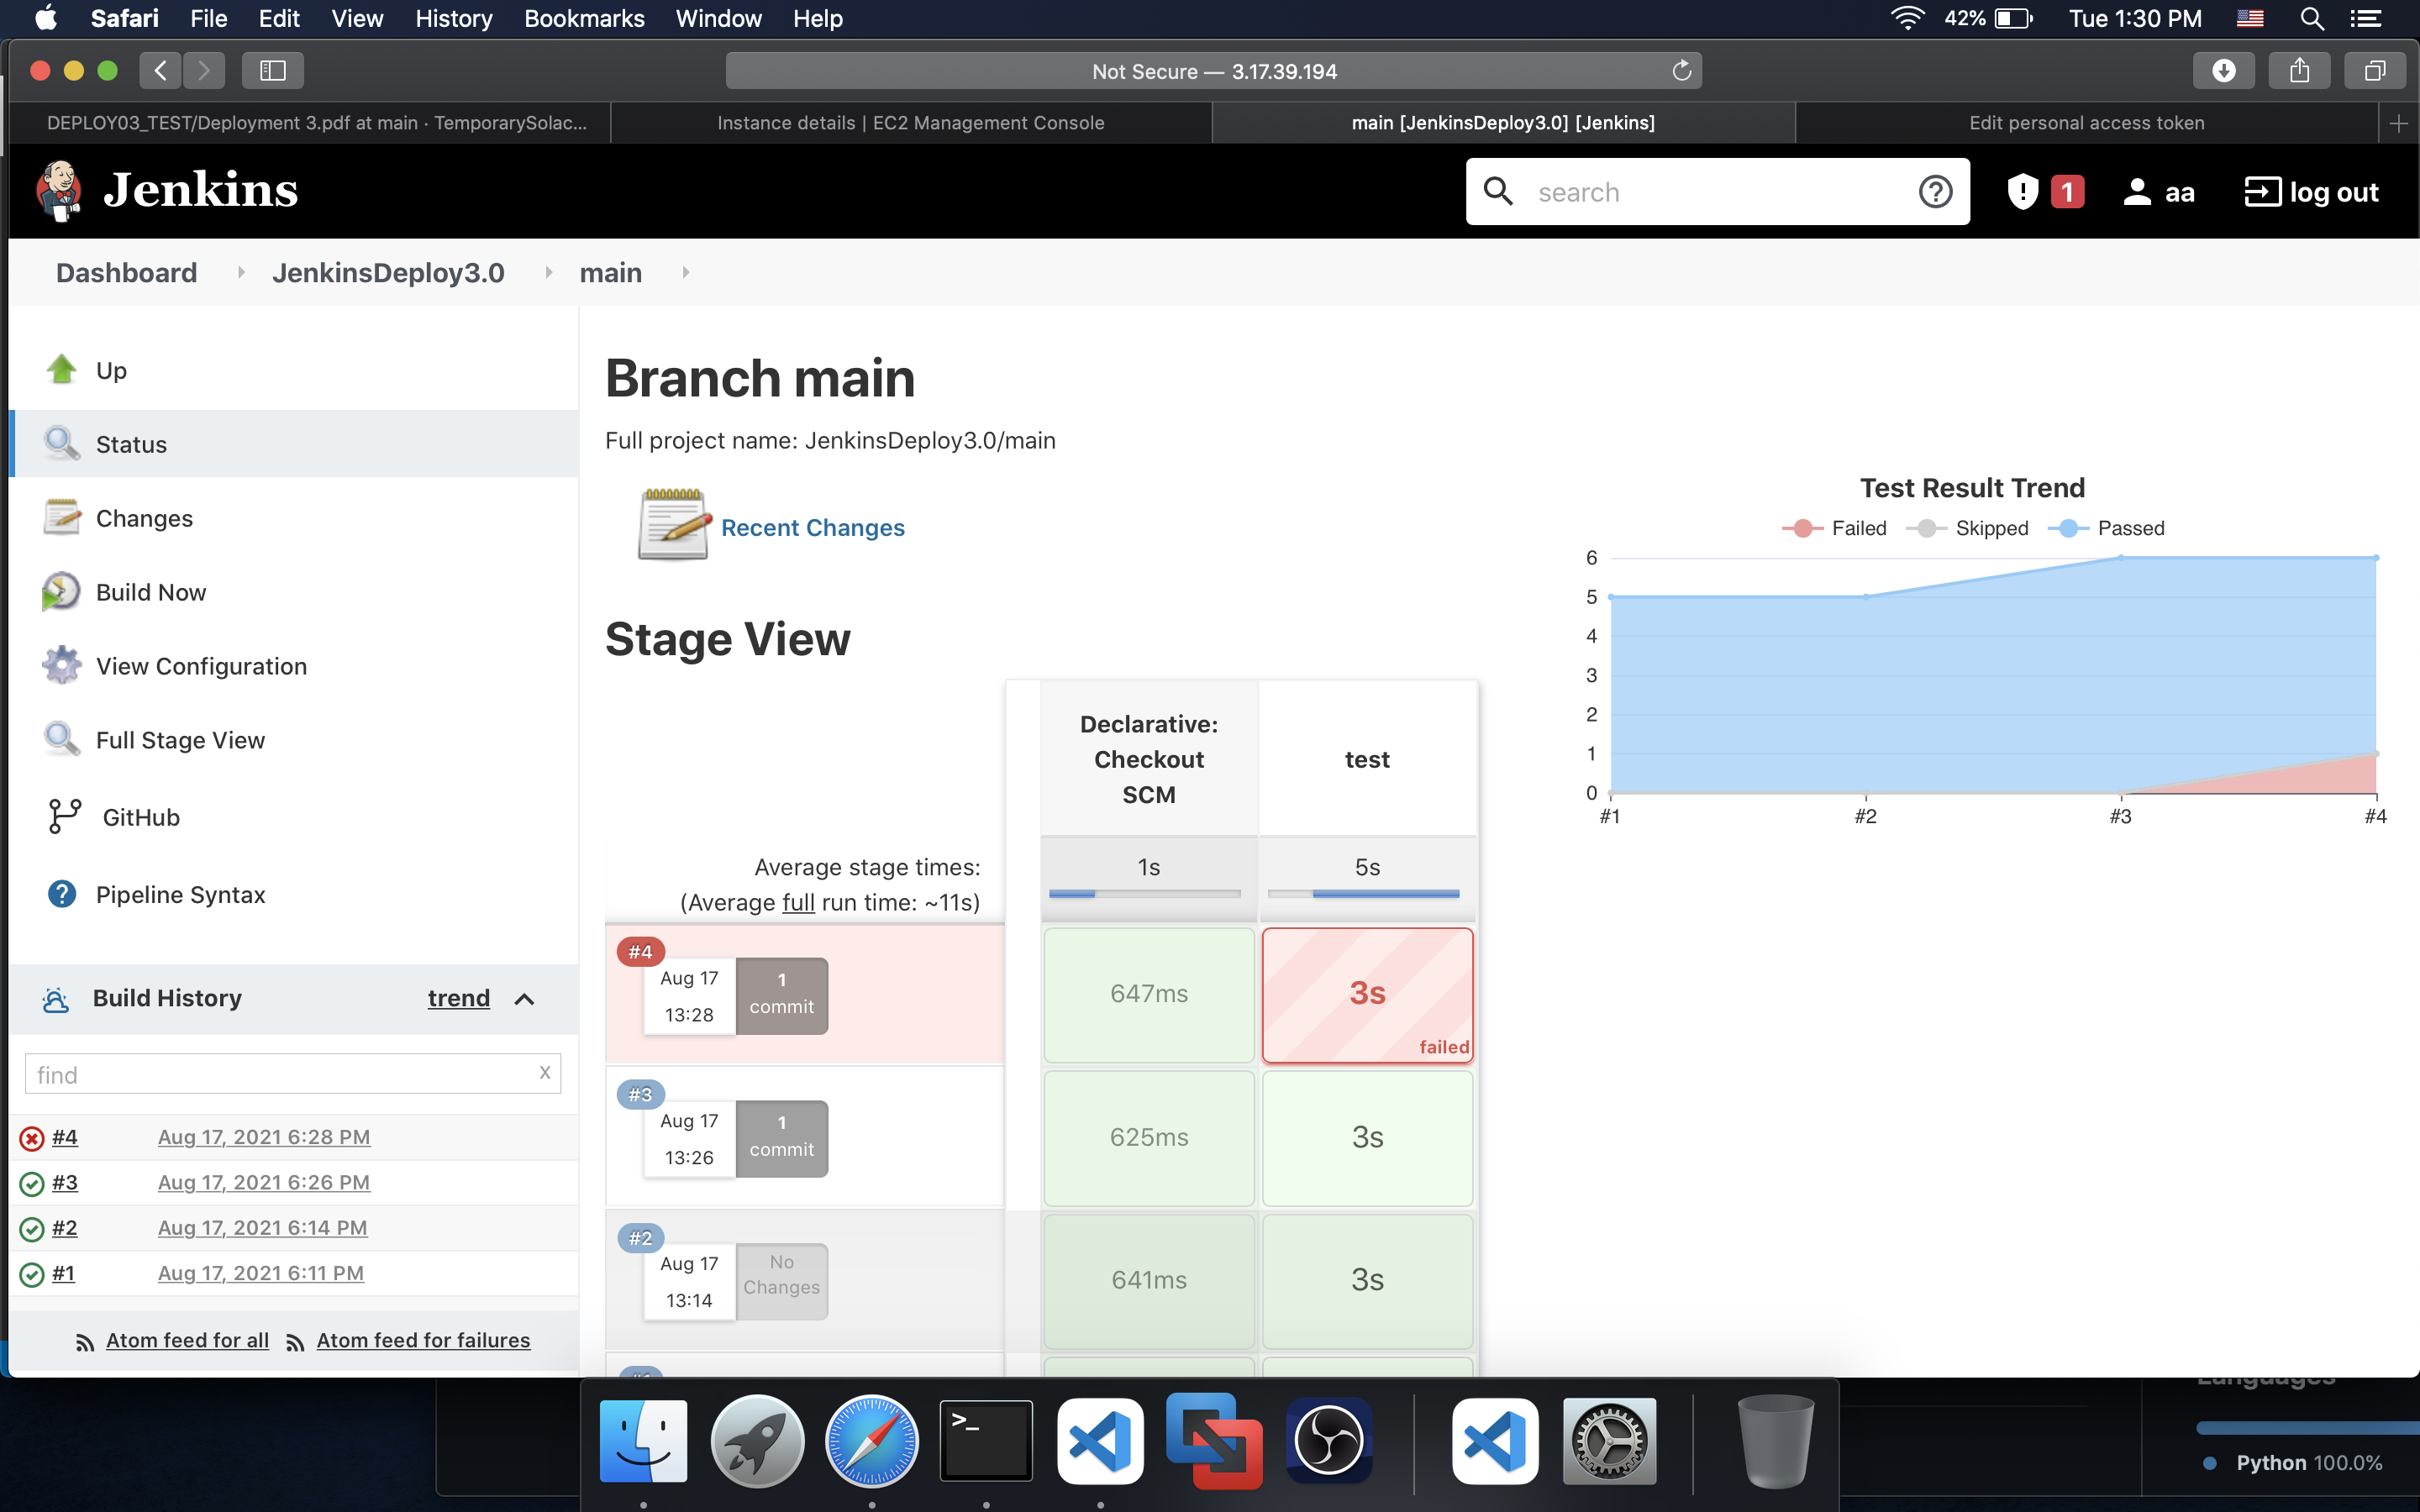 Safari File Edit View History Bookmarks Window Help 42% Tue 1:30 PM
Not Secure — 3.17.39.194
DEPLOY03_TEST/Deployment 3.pdf at main · TemporarySolac... Instance details | EC2 Management Console main [JenkinsDeploy3.0] [Jenkins] Edit personal access token
Jenkins search 1 aa log out
Dashboard JenkinsDeploy3.0 main
Up
Status
Changes
Build Now
View Configuration
Full Stage View
GitHub
Pipeline Syntax
Build History trend
find x
#4 Aug 17, 2021 6:28 PM
#3 Aug 17, 2021 6:26 PM
#2 Aug 17, 2021 6:14 PM
#1 Aug 17, 2021 6:11 PM
Atom feed for all Atom feed for failures
Branch main
Full project name: JenkinsDeploy3.0/main
Recent Changes
Stage View
Declarative:
Checkout
SCM
test
Average stage times:
(Average full run time: ~11s)
1s 5s
#4
Aug 17
13:28
1
commit
647ms
3s
failed
#3
Aug 17
13:26
1
commit
625ms
3s
#2
Aug 17
13:14
No
Changes
641ms
3s
Test Result Trend
Failed Skipped Passed
6
5
4
3
2
1
0
#1 #2 #3 #4
Languages
Python 100.0%